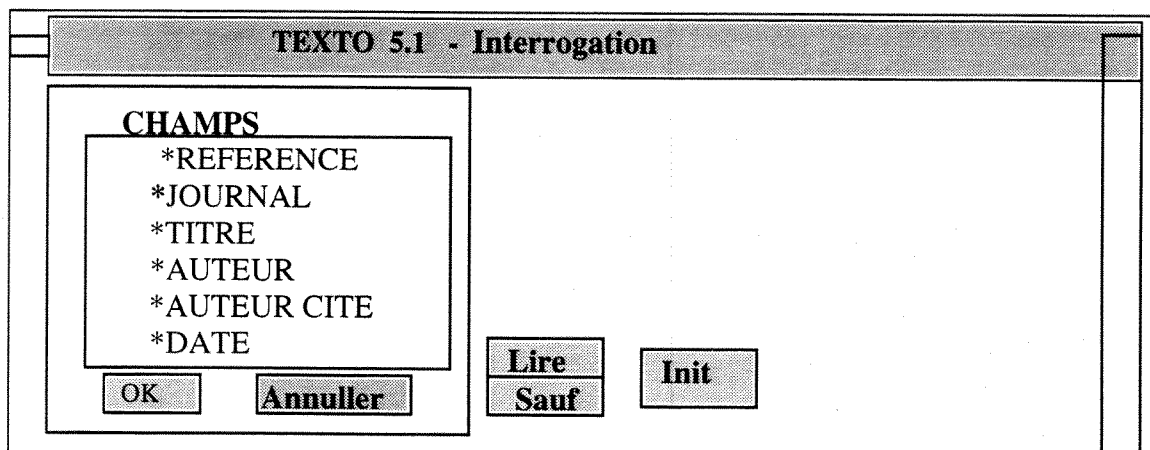 TEXTO 5.1 - Interrogation
CHAMPS
*REFERENCE
*JOURNAL
*TITRE
*AUTEUR
*AUTEUR CITE
*DATE
OK
Annuller
Lire
Sauf
Init